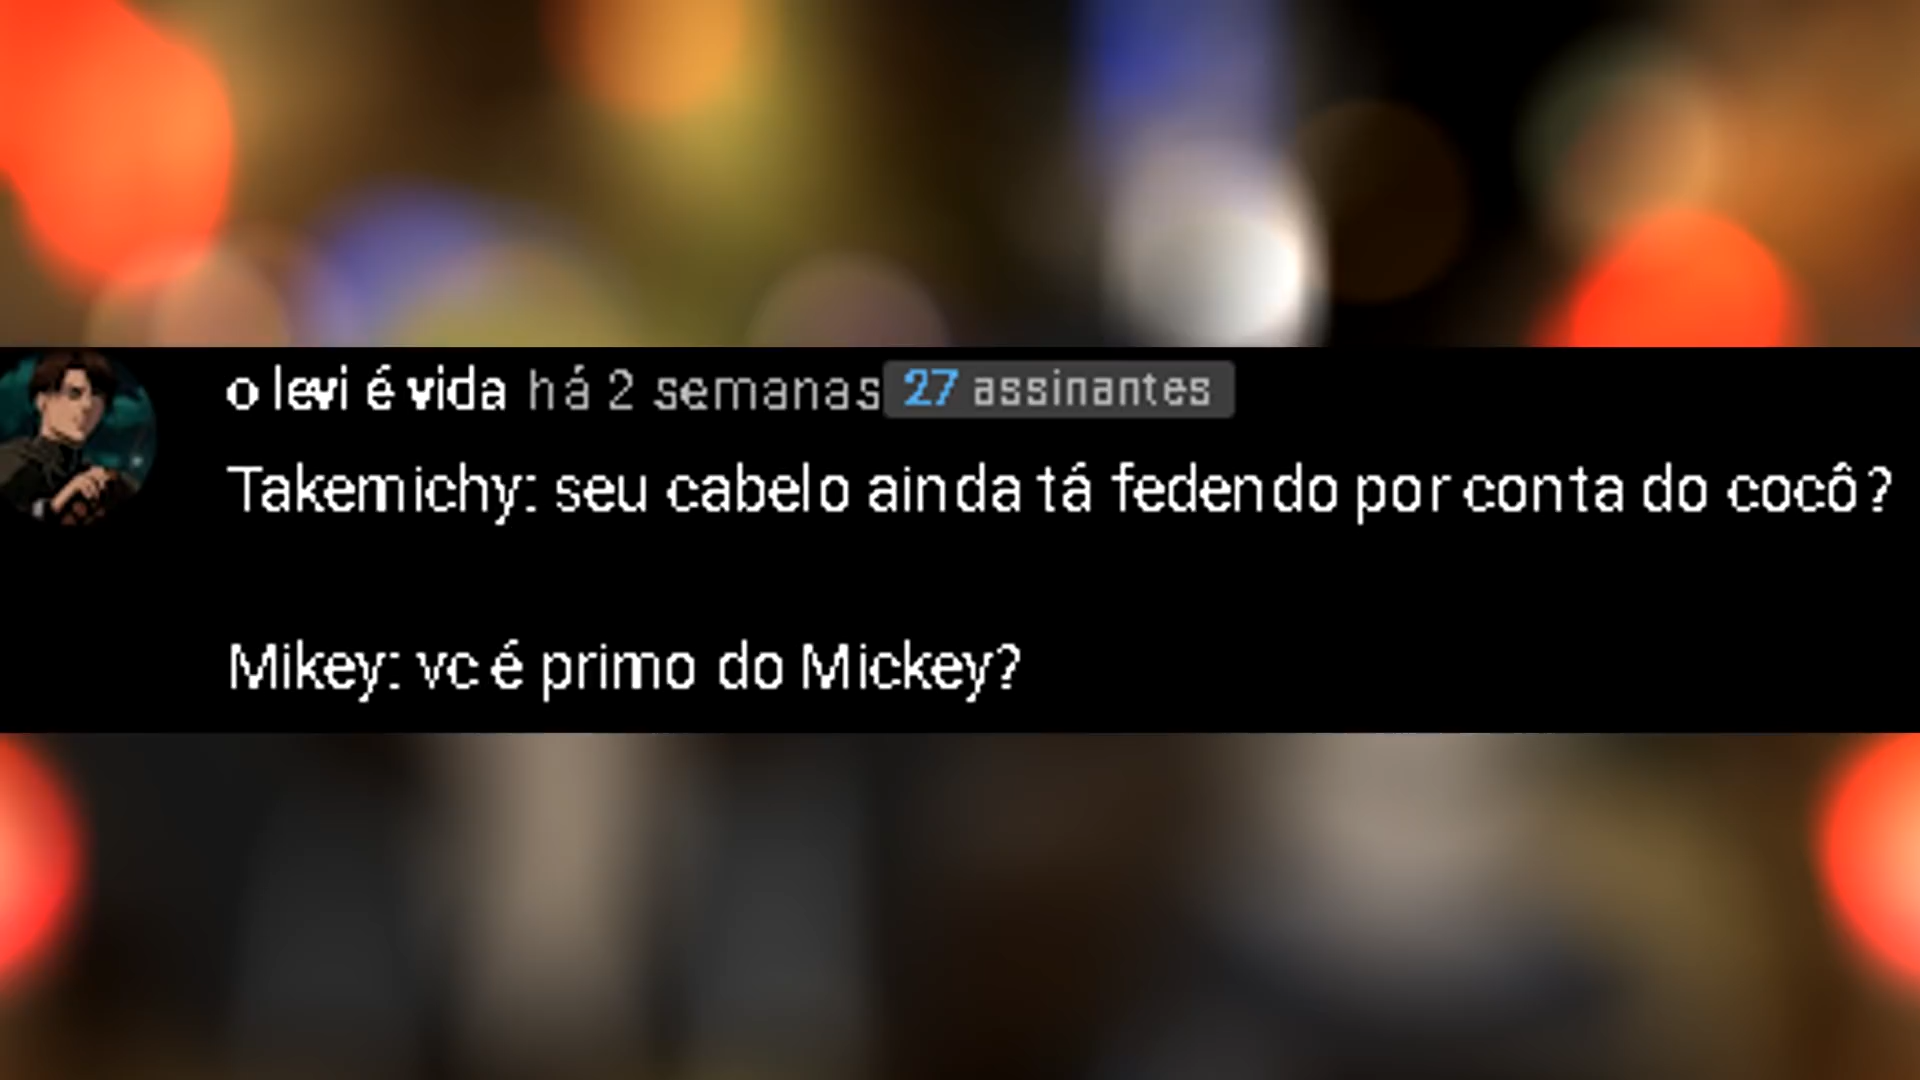 o levi é vida há 2 semanas 27 assinantes
Takemichy: seu cabelo ainda tá fedendo por conta do cocô?
Mikey: vc é primo do Mickey?